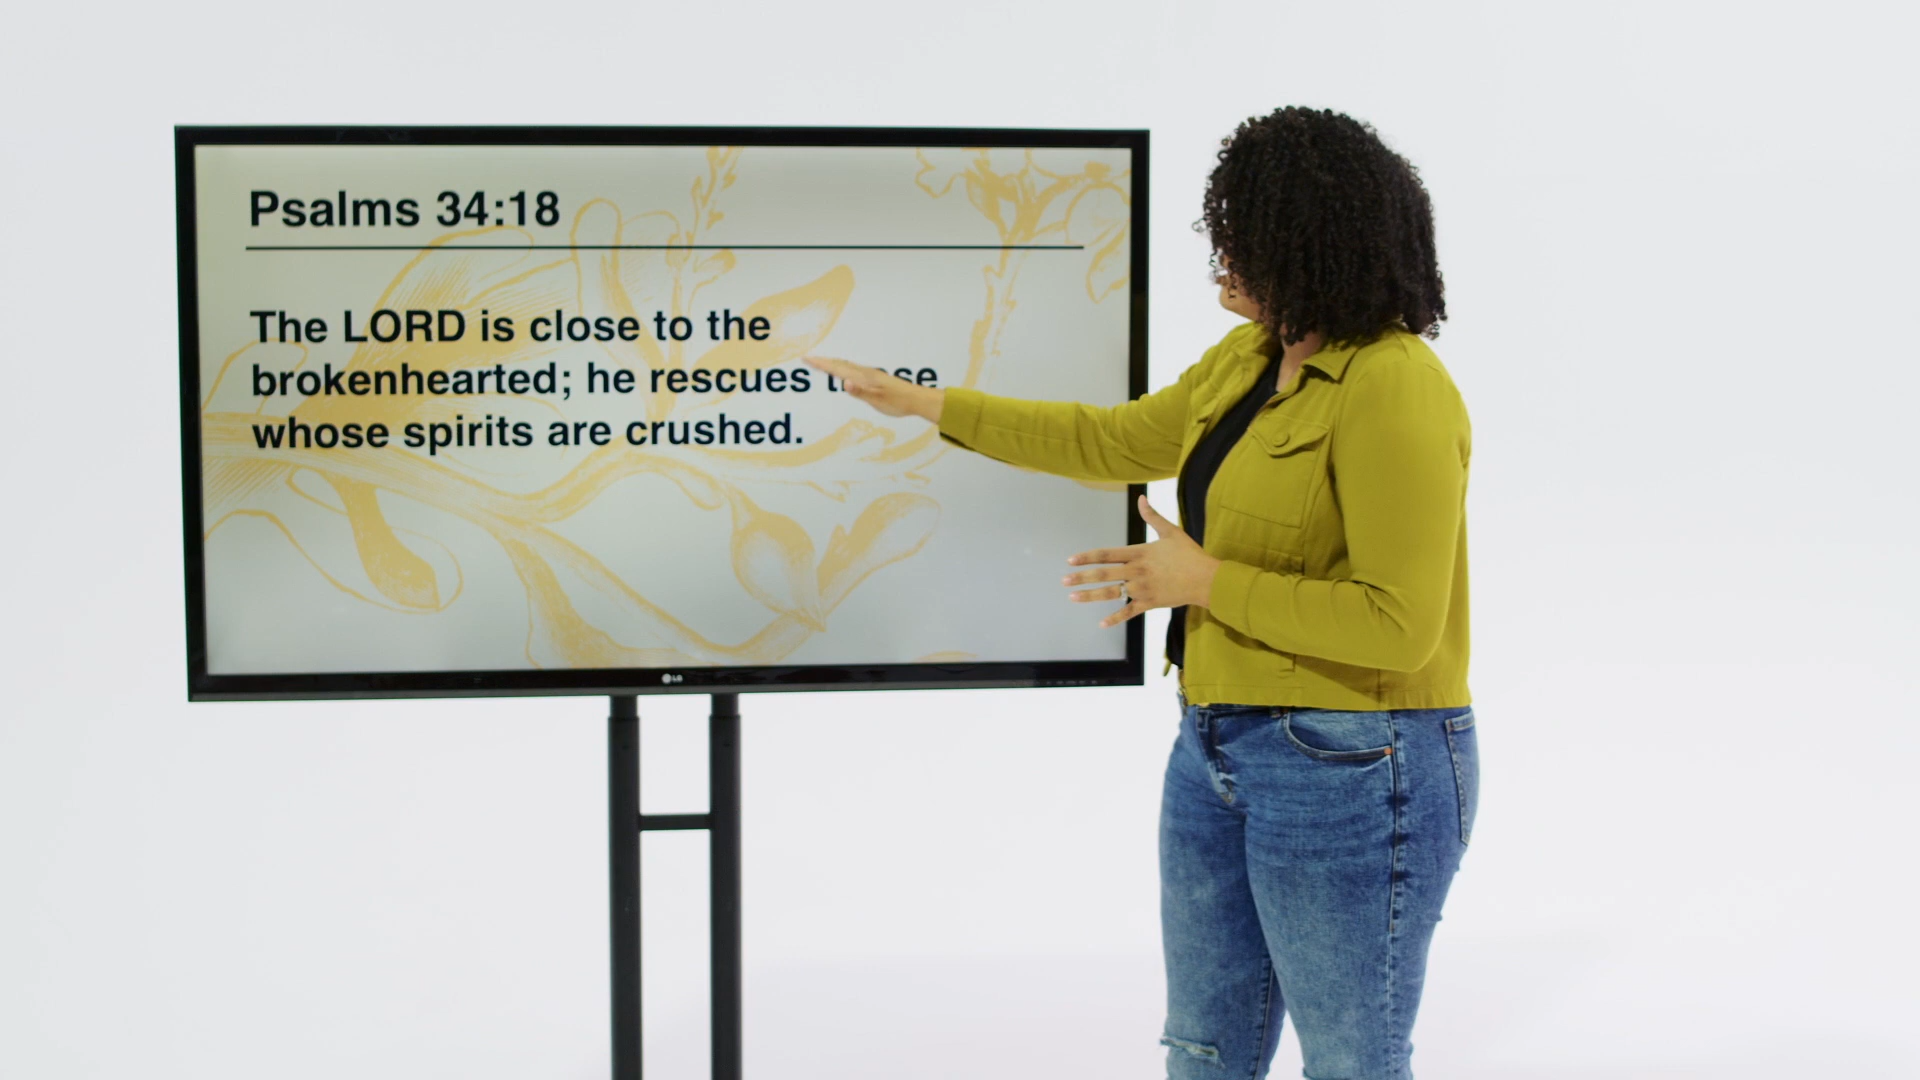 Psalms 34:18
The LORD is close to the
brokenhearted; he rescues
whose spirits are crushed.
LG